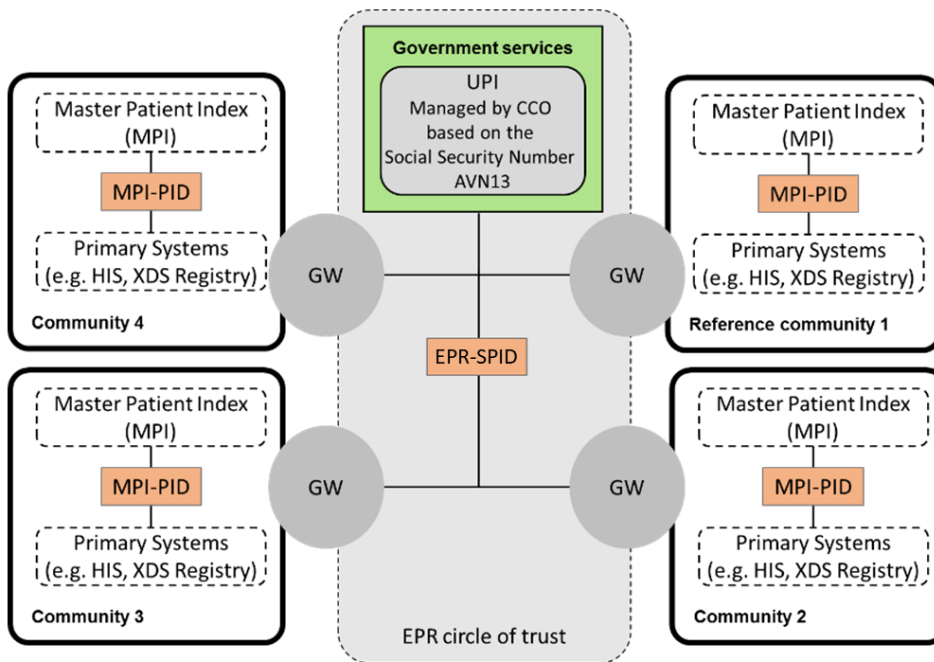 Government services
UPI
Managed by CCO
based on the
Social Security Number
AVN13
Master Patient Index
(MPI)
MPI-PID
Primary Systems
(e.g. HIS, XDS Registry)
Community 4
GW
Master Patient Index
(MPI)
MPI-PID
Primary Systems
(e.g. HIS, XDS Registry)
Reference community 1
GW
EPR-SPID
Master Patient Index
(MPI)
MPI-PID
Primary Systems
(e.g. HIS, XDS Registry)
Community 3
GW
Master Patient Index
(MPI)
MPI-PID
Primary Systems
(e.g. HIS, XDS Registry)
Community 2
GW
EPR circle of trust